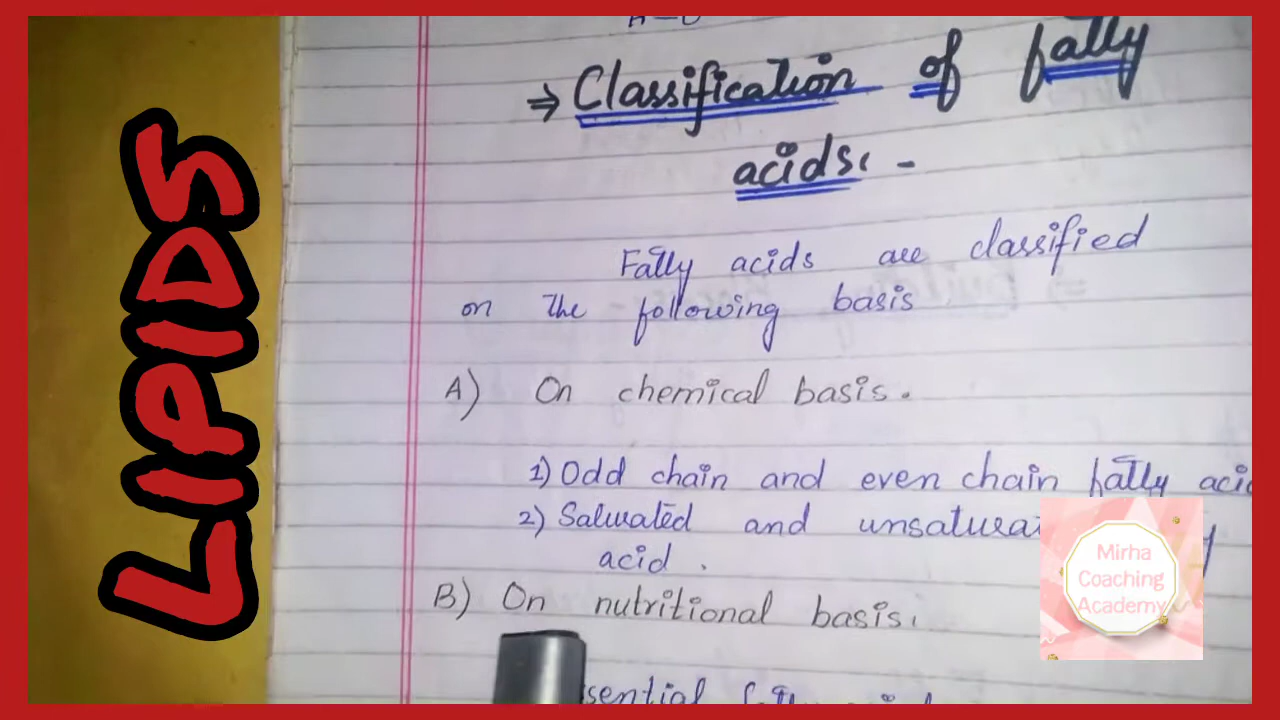 LIPIDS
⇒ Classification of fatty
acids: -
Fatty acids are classified
on the following basis
A) On chemical basis.
1) Odd chain and even chain fatty
2) Saturated and
acid.
B) On nutritional basis.
Mirha
Coaching
Academy